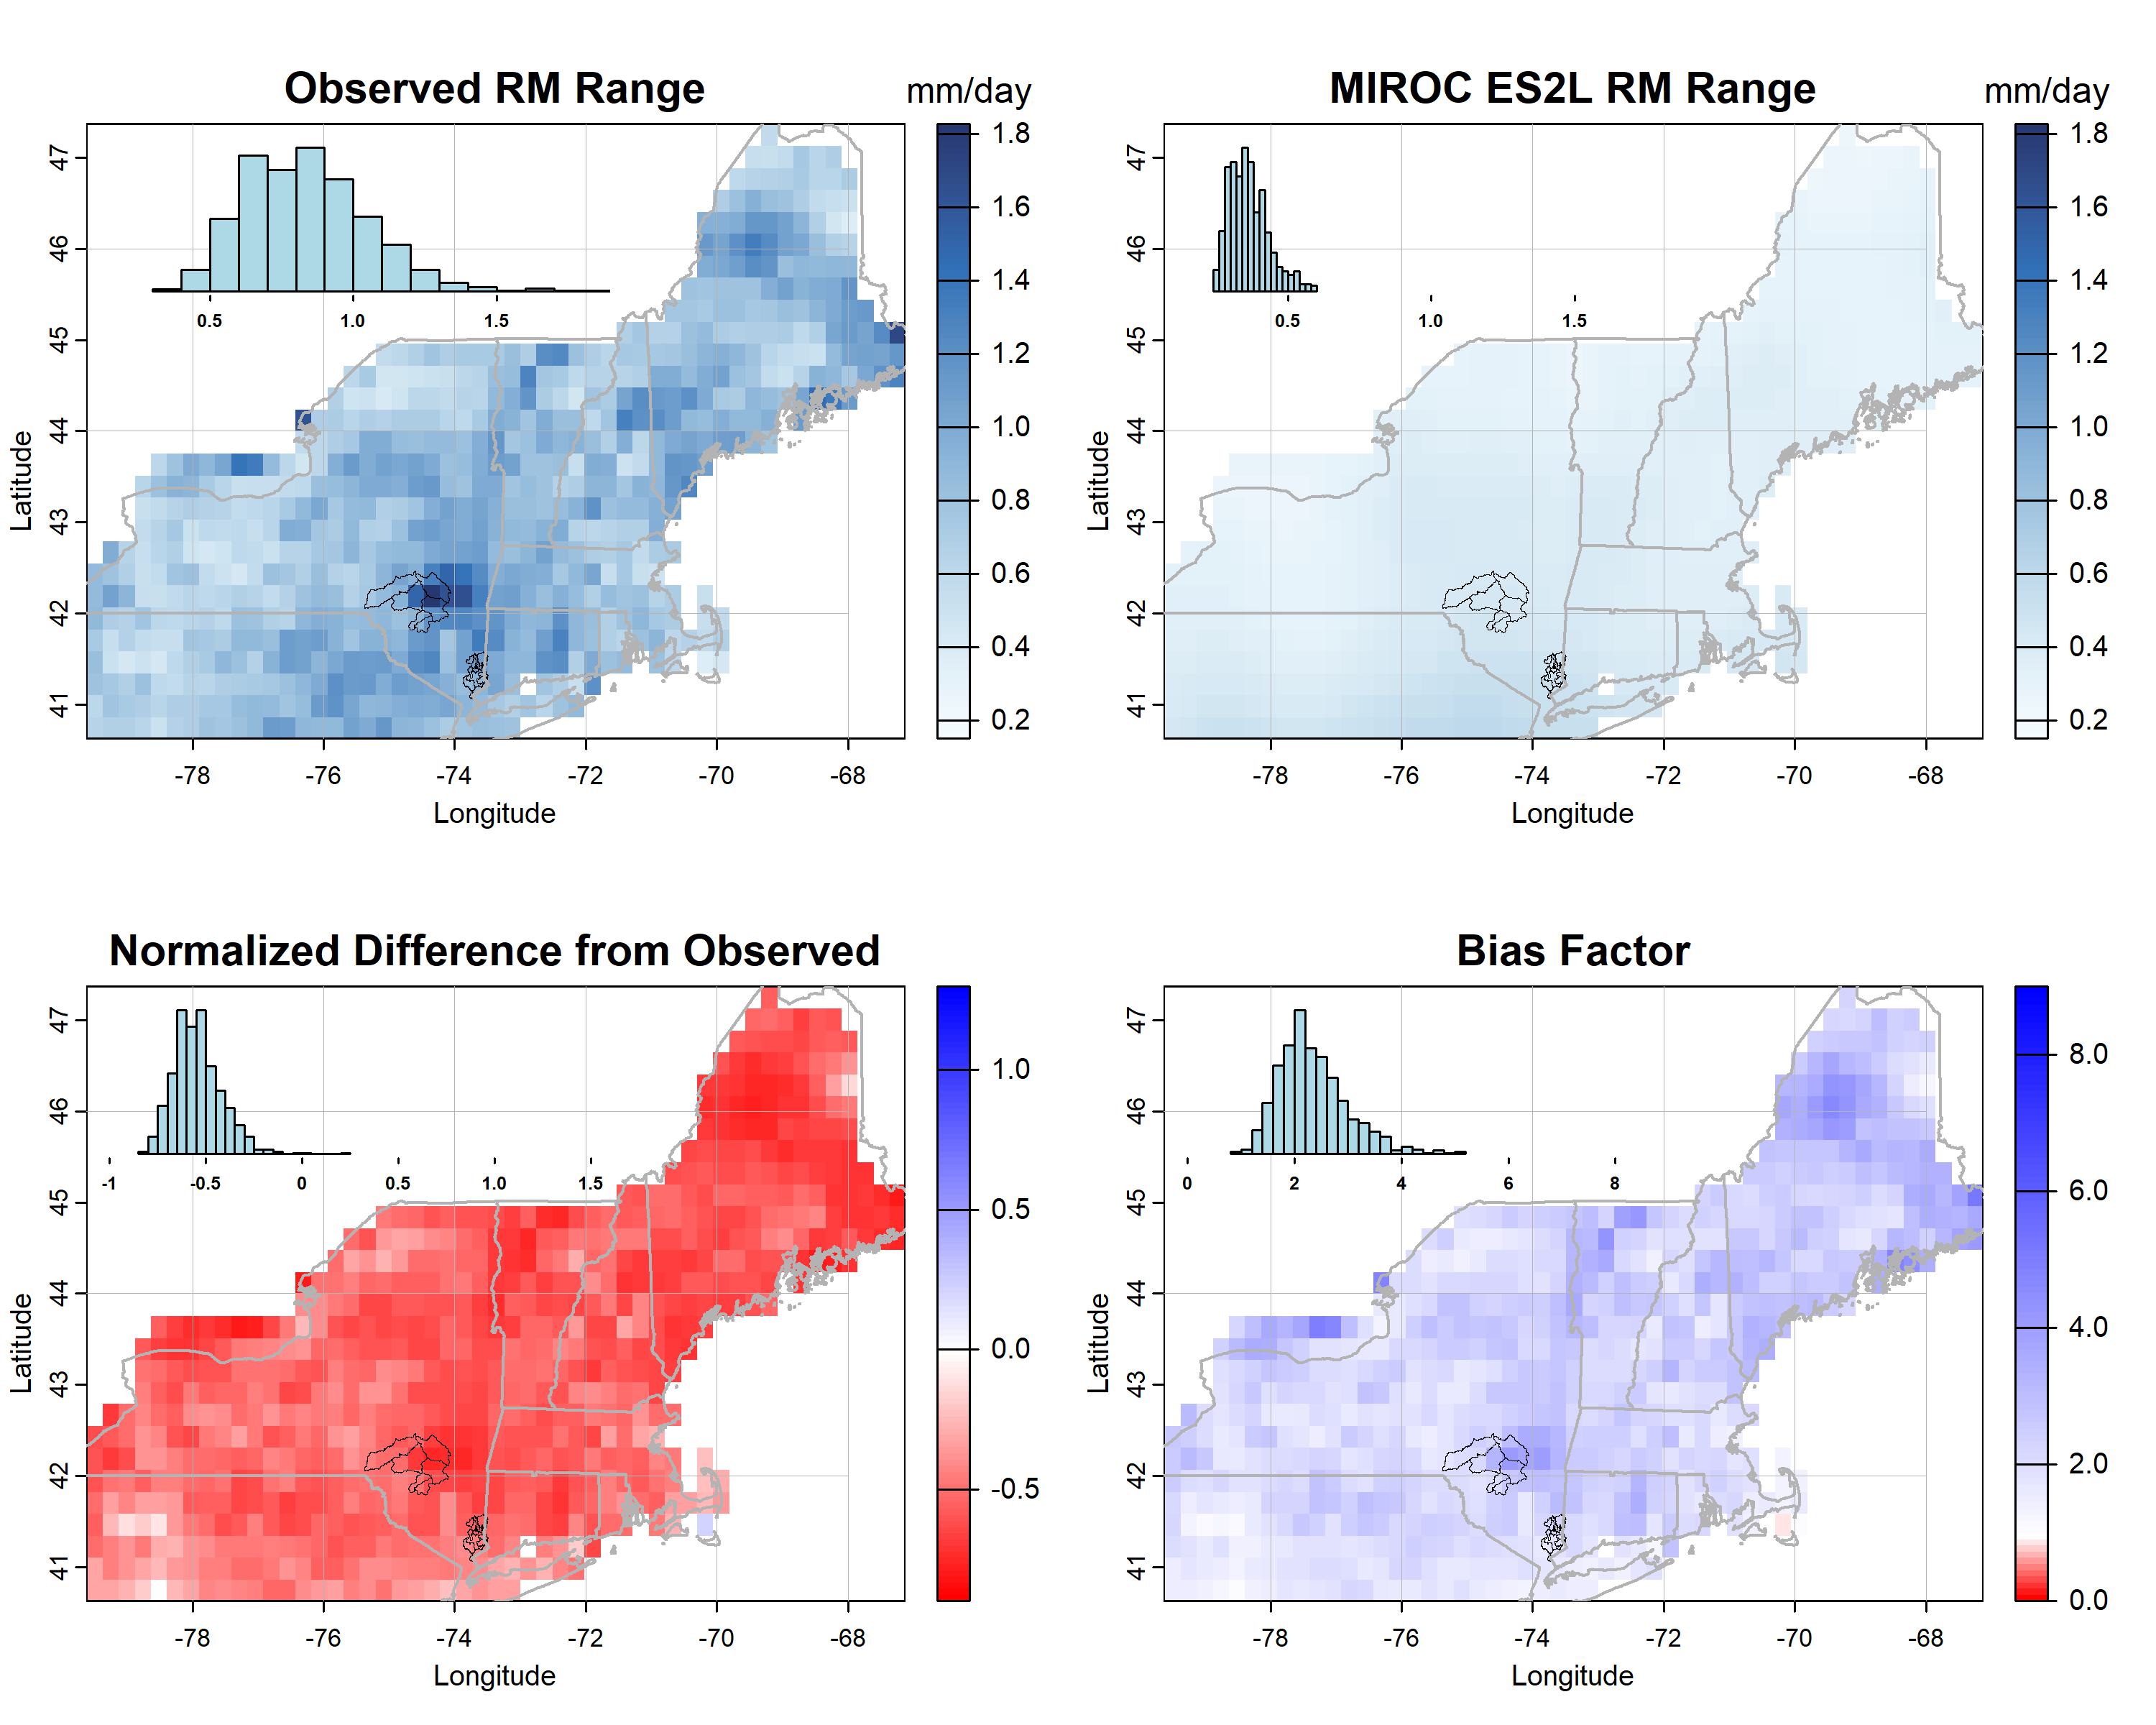 Observed RM Range
mm/day
47
46
45
44
43
42
41
Latitude
0.5 1.0 1.5
1.8
1.6
1.4
1.2
1.0
0.8
0.6
0.4
0.2
-78 -76 -74 -72 -70 -68
Longitude
MIROC ES2L RM Range
mm/day
47
46
45
44
43
42
41
Latitude
0.5 1.0 1.5
1.8
1.6
1.4
1.2
1.0
0.8
0.6
0.4
0.2
-78 -76 -74 -72 -70 -68
Longitude
Normalized Difference from Observed
47
46
45
44
43
42
41
Latitude
-1 -0.5 0 0.5 1.0 1.5
1.0
0.5
0.0
-0.5
-78 -76 -74 -72 -70 -68
Longitude
Bias Factor
47
46
45
44
43
42
41
Latitude
0 2 4 6 8
8.0
6.0
4.0
2.0
0.0
-78 -76 -74 -72 -70 -68
Longitude